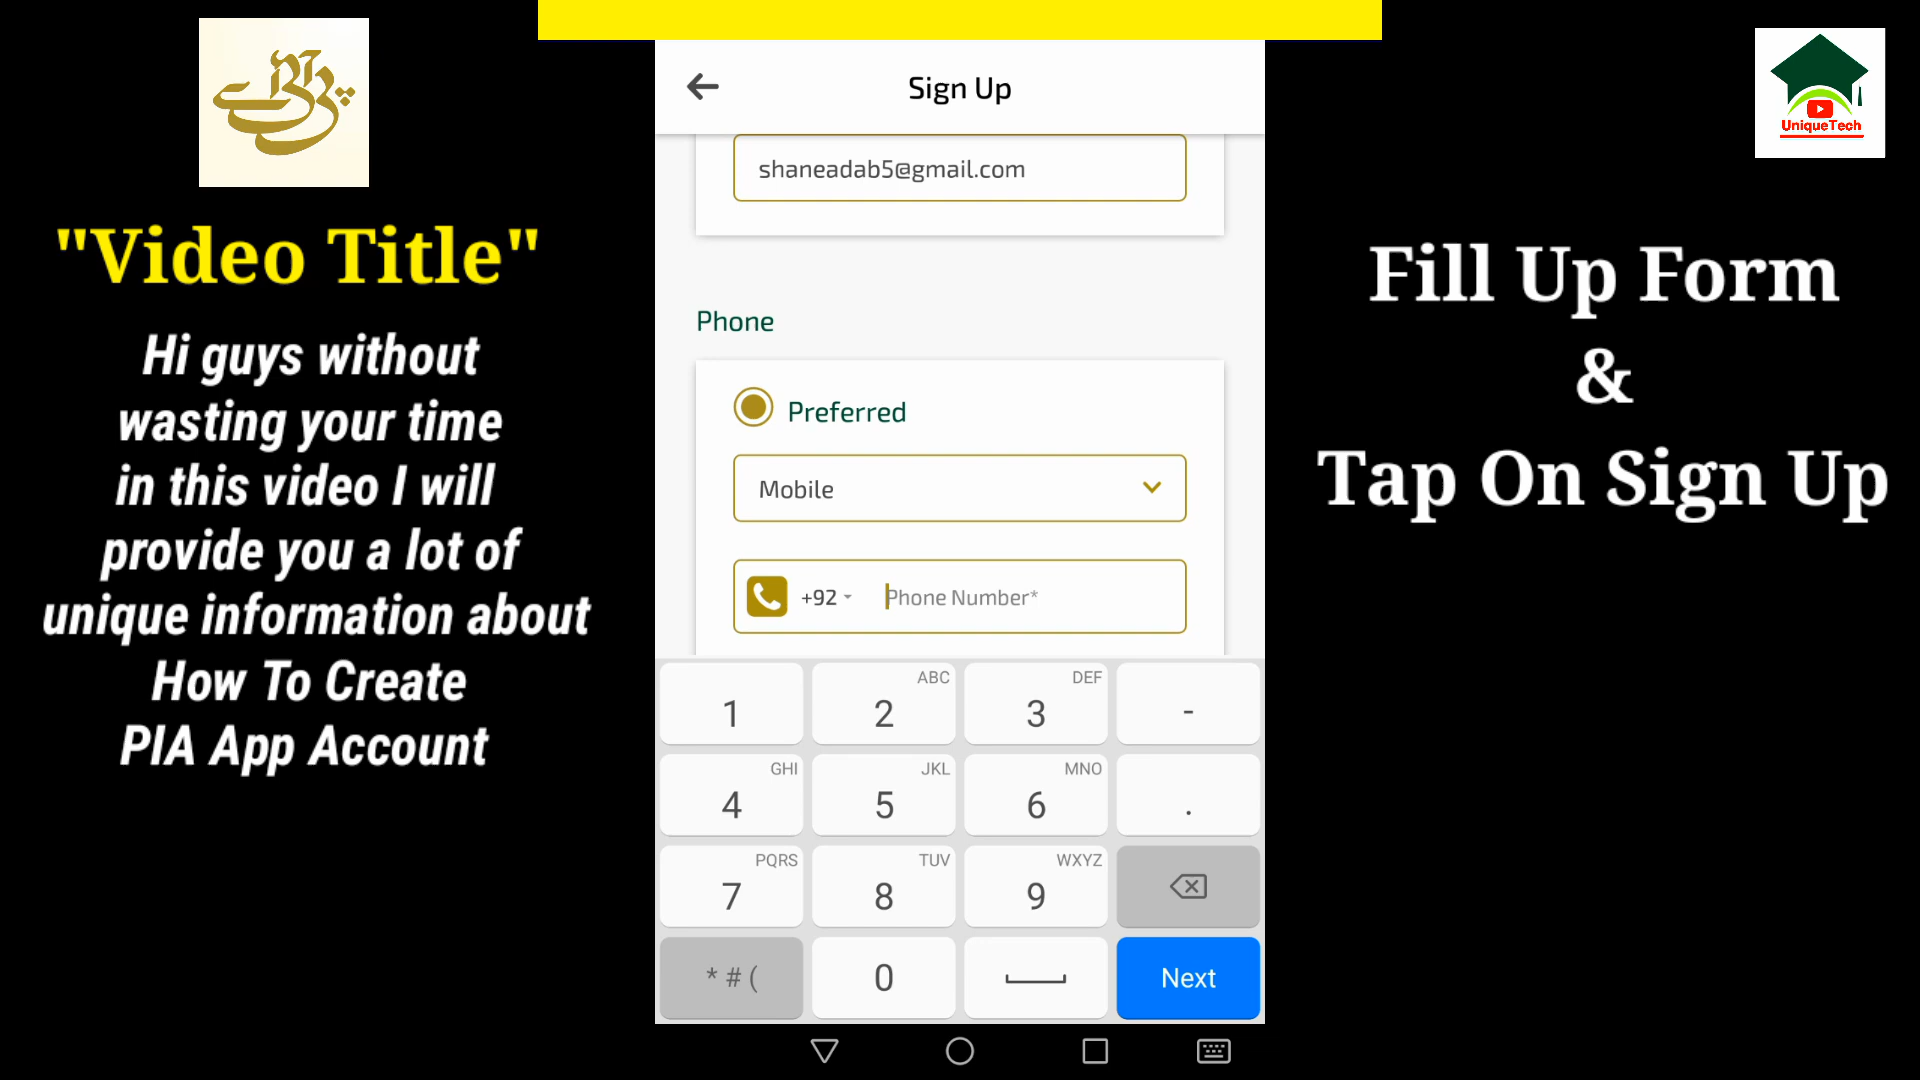 پی آئی اے
"Video Title"
Hi guys without
wasting your time
in this video I will
provide you a lot of
unique information about
How To Create
PIA App Account
Sign Up
shaneadab5@gmail.com
Phone
Preferred
Mobile
+92 Phone Number*
1
2 ABC
3 DEF
-
4 GHI
5 JKL
6 MNO
.
7 PQRS
8 TUV
9 WXYZ
* # (
0
Next
UniqueTech
Fill Up Form
&
Tap On Sign Up